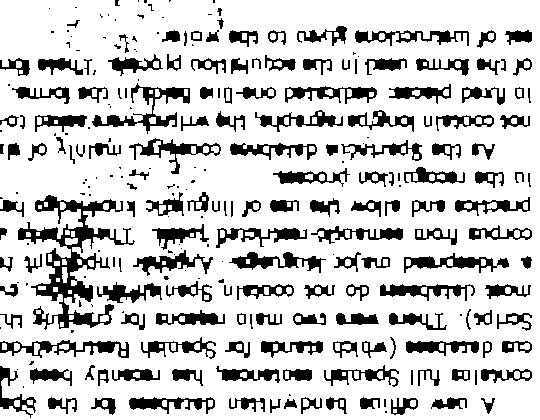 A new offline handwritten database for the Spa
contains full Spanish sentences, has recently been d
cus database (which stands for Spanish Restricted-do
Script). There were two main reasons for creating th
most databases do not contain Spanish
a widespread major language. Another important r
corpus from semantic-restricted tasks. These tasks a
practice and allow the use of linguistic knowledge be
in the recognition process.
As the Spartacus database consisted mainly of s
not contain long paragraphs, the writers were asked to
in fixed places: dedicated one-line fields in the forms.
of the forms used in the acquisition process. These for
set of instructions given to the writer.